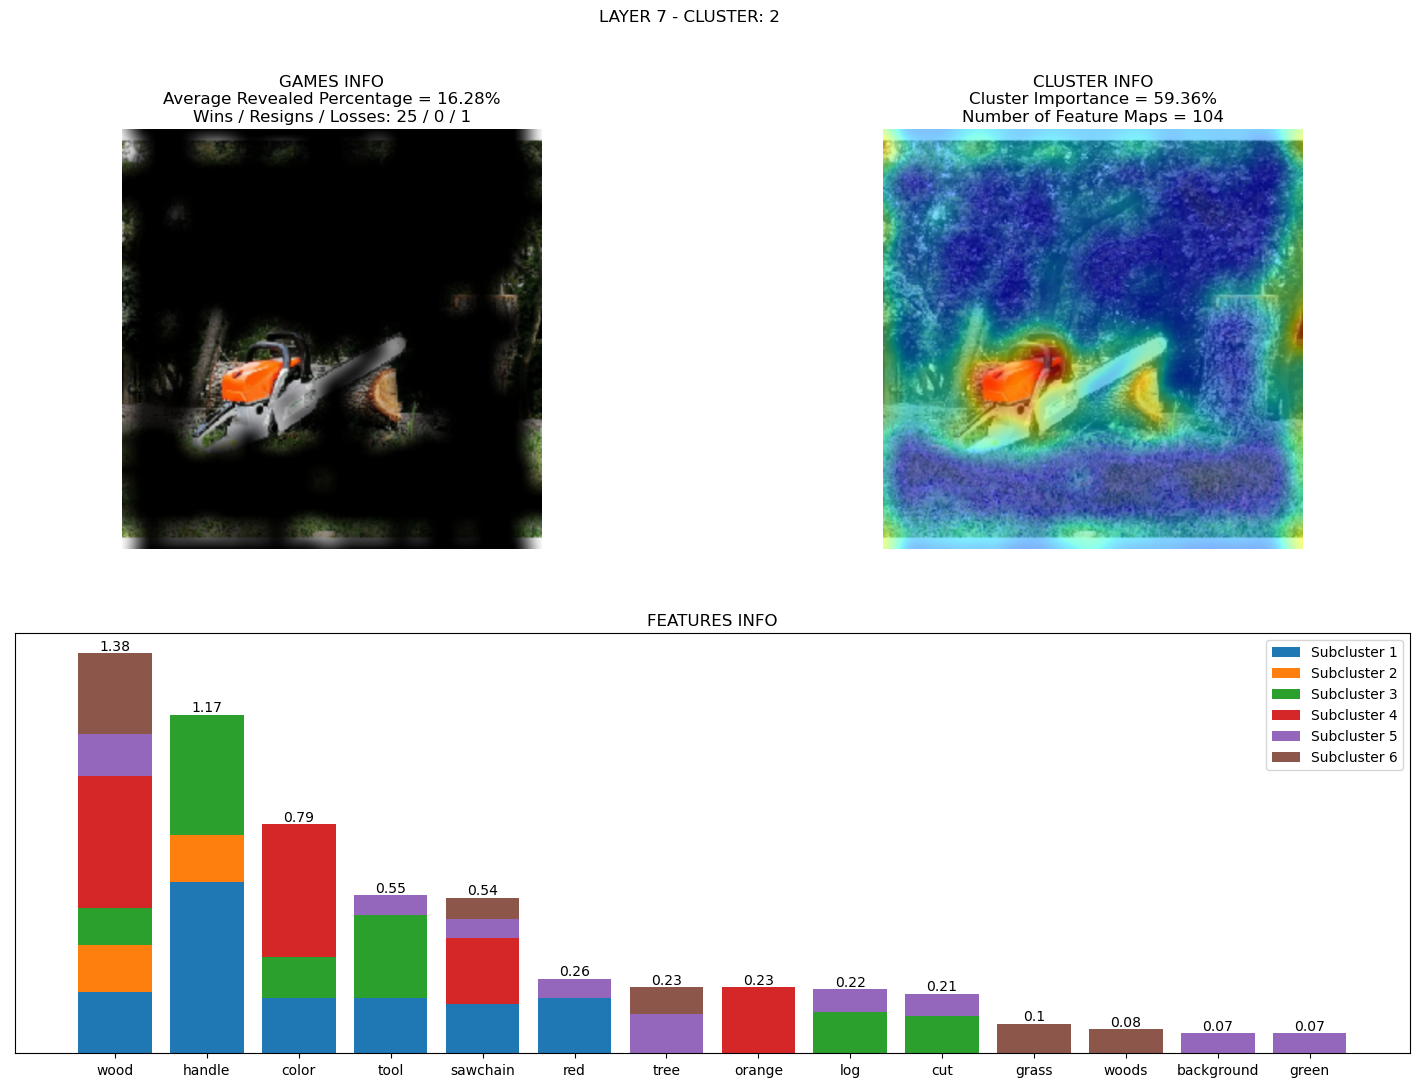 LAYER 7 - CLUSTER: 2
GAMES INFO
Average Revealed Percentage = 16.28%
Wins / Resigns / Losses: 25 / 0 / 1
CLUSTER INFO
Cluster Importance = 59.36%
Number of Feature Maps = 104
FEATURES INFO
1.38
1.17
0.79
0.55
0.54
0.26
0.23
0.23
0.22
0.21
0.1
0.08
0.07
0.07
Subcluster 1
Subcluster 2
Subcluster 3
Subcluster 4
Subcluster 5
Subcluster 6
wood handle color tool sawchain red tree orange log cut grass woods background green